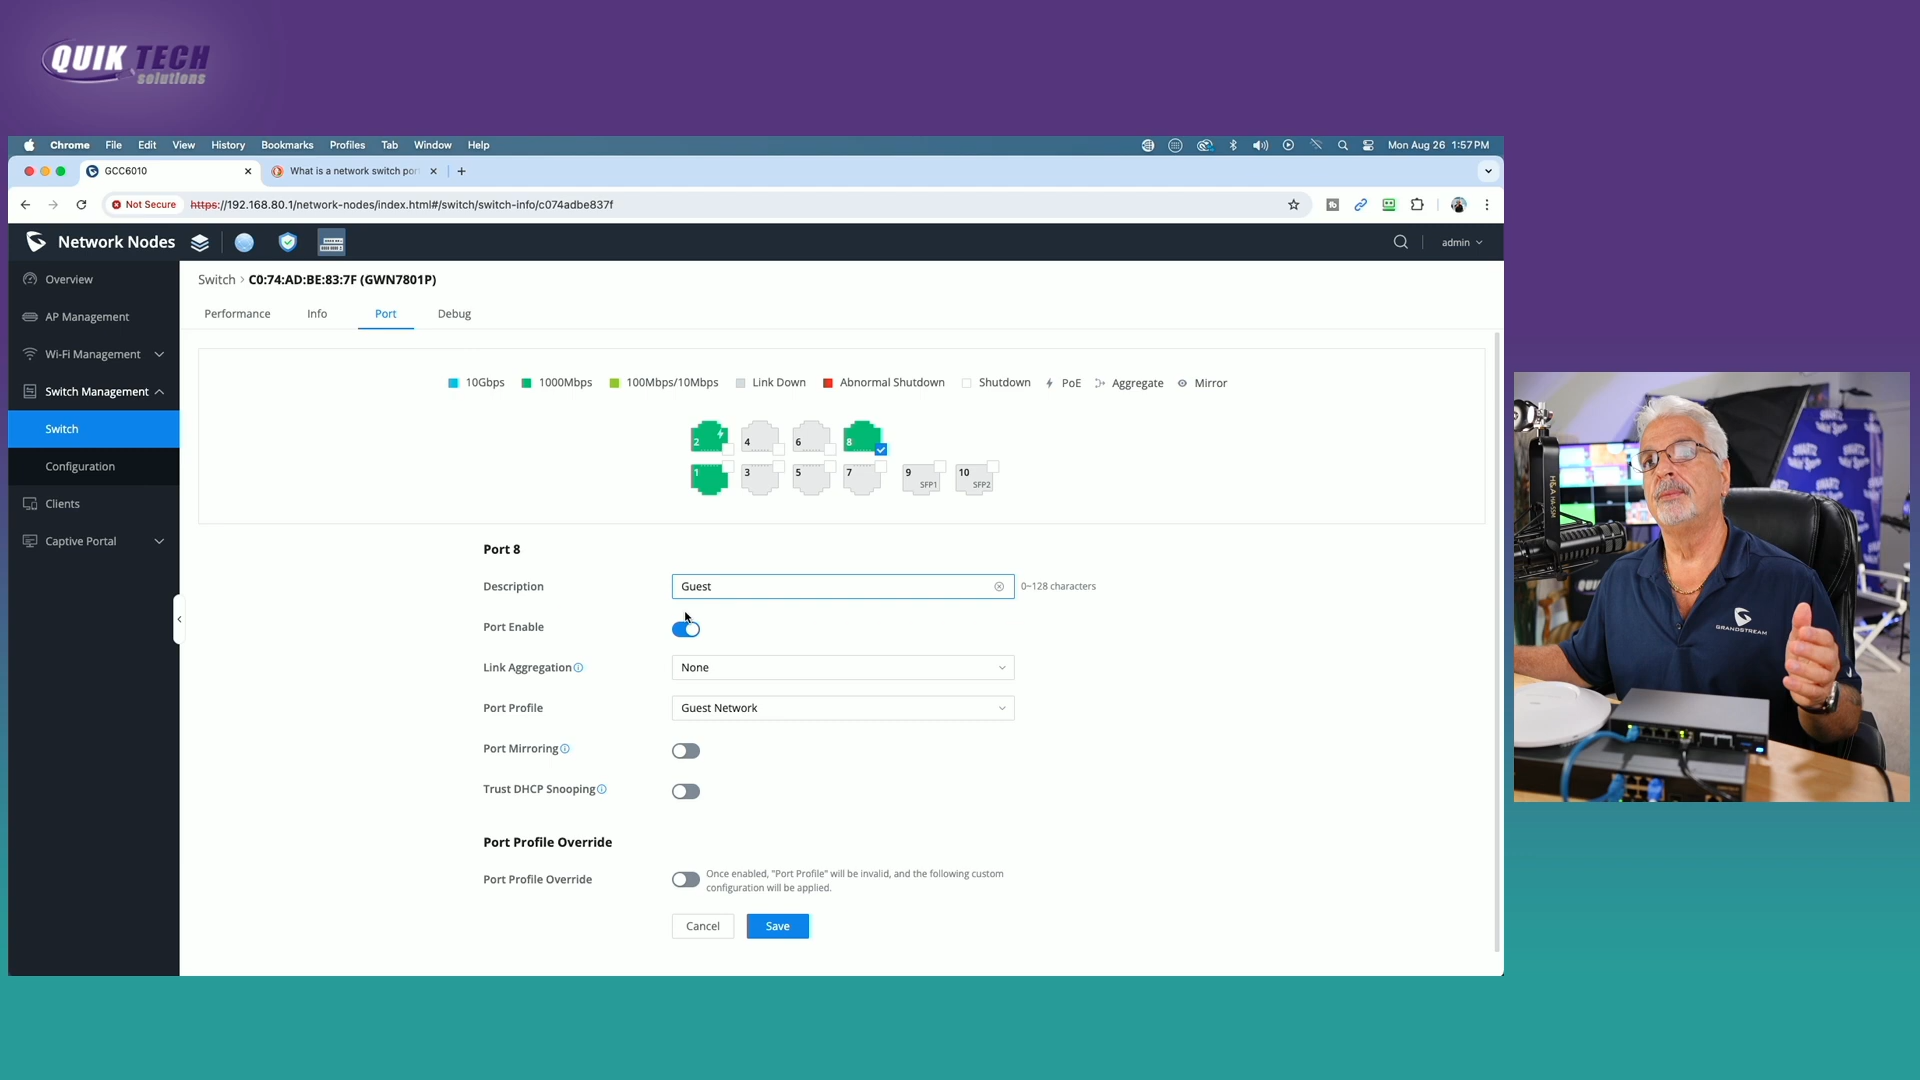 QUIK TECH
solutions
Chrome File Edit View History Bookmarks Profiles Tab Window Help
Mon Aug 26 1:57 PM
GCC6010
What is a network switch por
Not Secure
https://192.168.80.1/network-nodes/index.html#/switch/switch-info/c074adbe837f
Network Nodes
admin
Overview
AP Management
Wi-Fi Management
Switch Management
Switch
Configuration
Clients
Captive Portal
Switch > C0:74:AD:BE:83:7F (GWN7801P)
Performance Info Port Debug
10Gbps 1000Mbps 100Mbps/10Mbps Link Down Abnormal Shutdown Shutdown PoE Aggregate Mirror
2 4 6 8
1 3 5 7 9 SFP1 10 SFP2
Port 8
Description Guest 0~128 characters
Port Enable
Link Aggregation None
Port Profile Guest Network
Port Mirroring
Trust DHCP Snooping
Port Profile Override
Port Profile Override Once enabled, "Port Profile" will be invalid, and the following custom
configuration will be applied.
Cancel Save
GRANDSTREAM